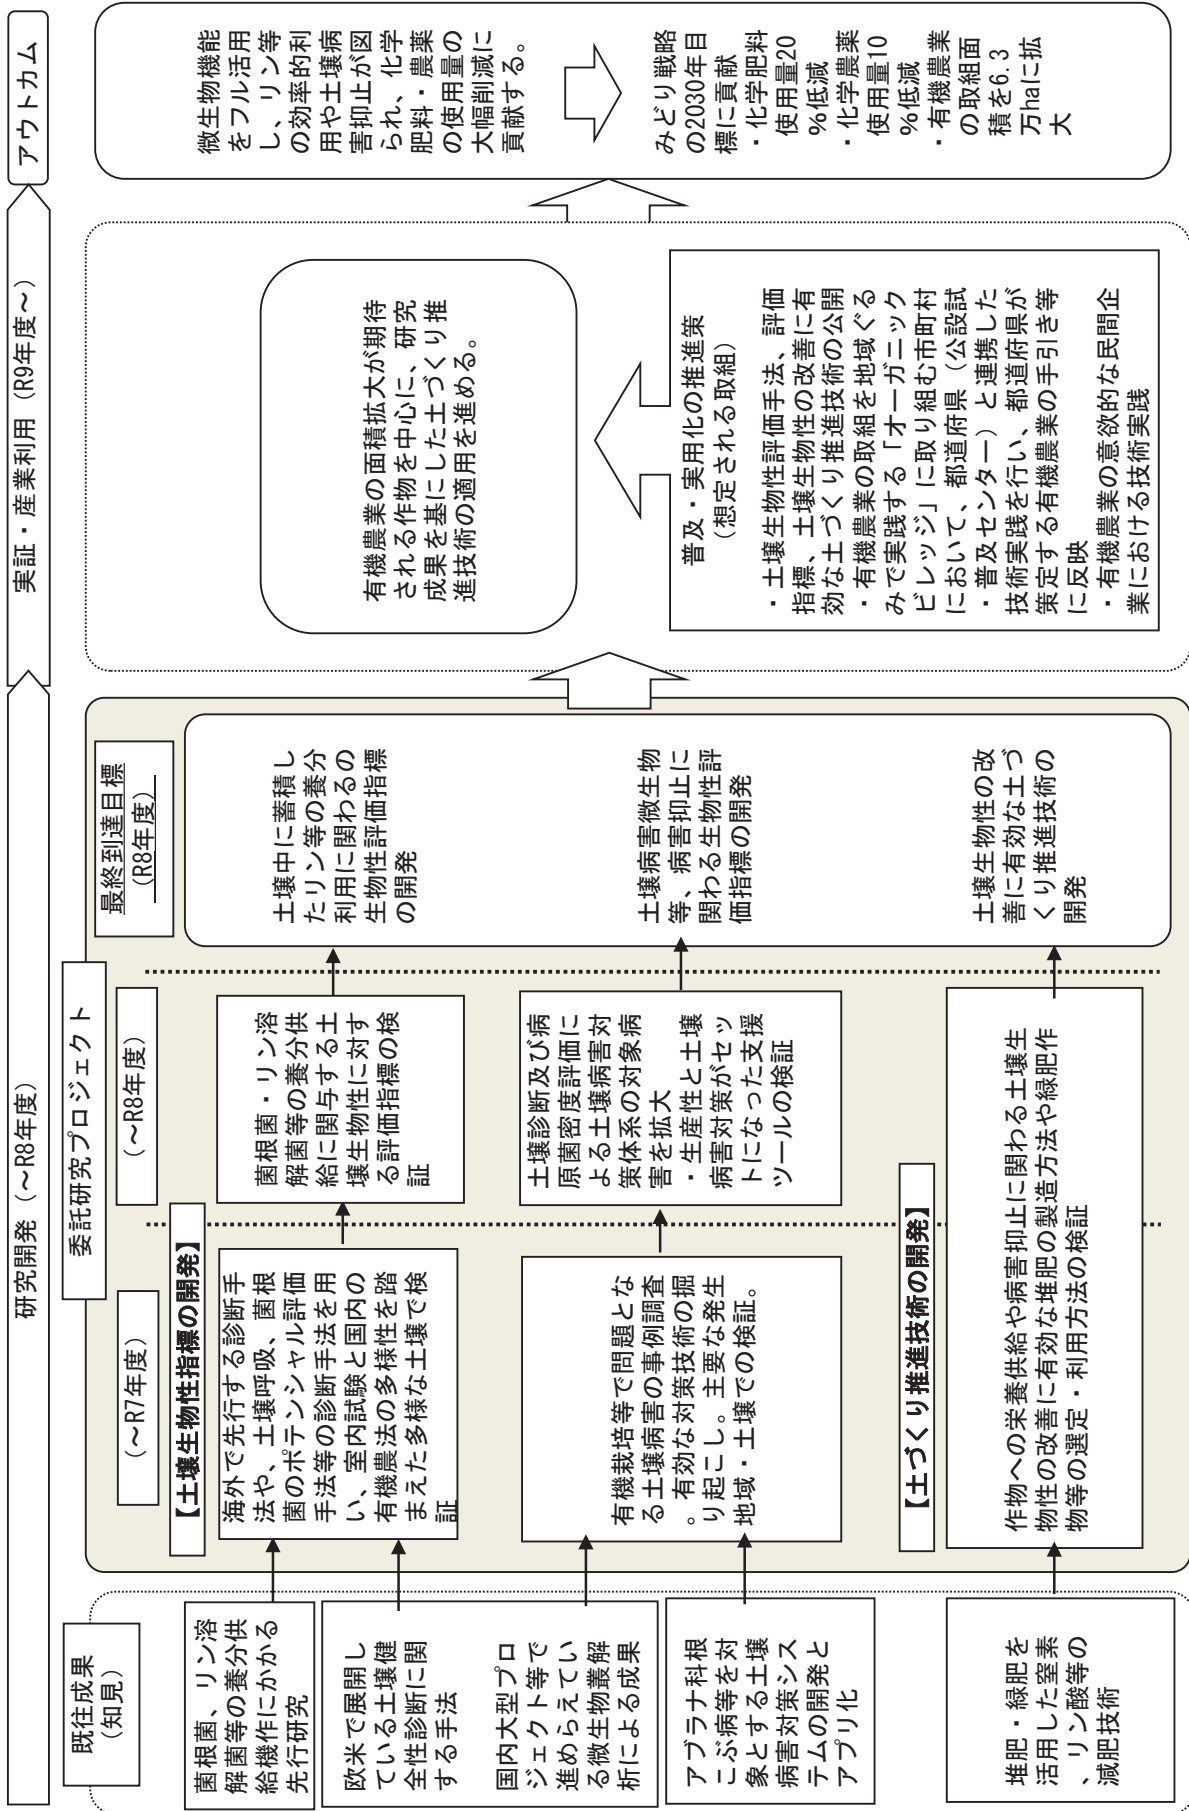 研究開発（～R8年度）
実証・産業利用（R9年度～）
アウトカム
既往成果
（知見）
菌根菌、リン溶
解菌等の養分供
給機作にかかる
先行研究
欧米で展開し
ている土壌健
全性診断に関
する手法
国内大型プロ
ジェクト等で
進めらえてい
る微生物叢解
析による成果
アブラナ科根
こぶ病等を対
象とする土壌
病害対策シス
テムの開発と
アプリ化
堆肥・緑肥を
活用した窒素
、リン酸等の
減肥技術
委託研究プロジェクト
（～R7年度）
（～R8年度）
最終到達目標
（R8年度）
【土壌生物性指標の開発】
海外で先行する診断手
法や、土壌呼吸、菌根
菌のポテンシャル評価
手法等の診断手法を用
い、室内試験と国内の
有機農法の多様性を踏
まえた多様な土壌で検
証
菌根菌・リン溶
解菌等の養分供
給に関与する土
壌生物性に対す
る評価指標の検
証
土壌中に蓄積し
たリン等の養分
利用に関わるの
生物性評価指標
の開発
有機栽培等で問題とな
る土壌病害の事例調査
。有効な対策技術の掘
り起こし。主要な発生
地域・土壌での検証。
土壌診断及び病
原菌密度評価に
よる土壌病害対
策体系の対象病
害を拡大
・生産性と土壌
病害対策がセッ
トになった支援
ツールの検証
土壌病害微生物
等、病害抑止に
関わる生物性評
価指標の開発
【土づくり推進技術の開発】
作物への栄養供給や病害抑止に関わる土壌生
物性の改善に有効な堆肥の製造方法や緑肥作
物等の選定・利用方法の検証
土壌生物性の改
善に有効な土づ
くり推進技術の
開発
有機農業の面積拡大が期待
される作物を中心に、研究
成果を基にした土づくり推
進技術の適用を進める。
普及・実用化の推進策
（想定される取組）
・土壌生物性評価手法、評価
指標、土壌生物性の改善に有
効な土づくり推進技術の公開
・有機農業の取組を地域ぐる
みで実践する「オーガニック
ビレッジ」に取り組む市町村
において、都道府県（公設試
・普及センター）と連携した
技術実践を行い、都道府県が
策定する有機農業の手引き等
に反映
・有機農業の意欲的な民間企
業における技術実践
微生物機能
をフル活用
し、リン等
の効率的利
用や土壌病
害抑止が図
られ、化学
肥料・農薬
の使用量の
大幅削減に
貢献する。
みどり戦略
の2030年目
標に貢献
・化学肥料
使用量20
%低減
・化学農薬
使用量10
%低減
・有機農業
の取組面
積を6.3
万haに拡
大